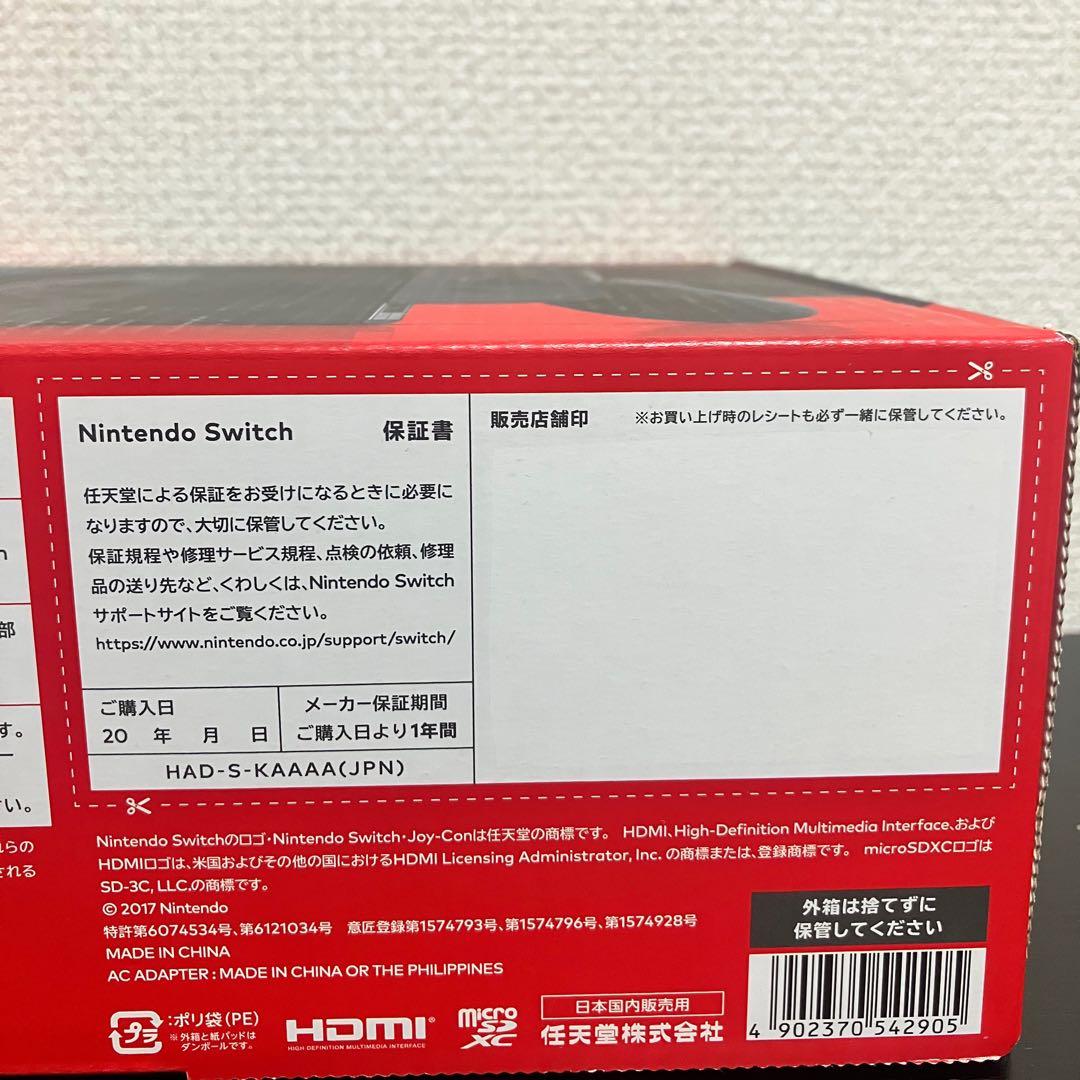 Nintendo Switch 保証書
任天堂による保証をお受けになるときに必要に
なりますので、大切に保管してください。
保証規程や修理サービス規程、点検の依頼、修理
品の送り先など、くわしくは、Nintendo Switch
サポートサイトをご覧ください。
https://www.nintendo.co.jp/support/switch/
ご購入日
20 年 月 日
メーカー保証期間
ご購入日より1年間
HAD-S-KAAAA(JPN)
販売店舗印 ※お買い上げ時のレシートも必ず一緒に保管してください。
n
部
す。
さい。
れらの
される
Nintendo Switchのロゴ・Nintendo Switch・Joy-Conは任天堂の商標です。 HDMI、High-Definition Multimedia Interface、および
HDMIロゴは、米国およびその他の国におけるHDMI Licensing Administrator, Inc. の商標または、登録商標です。 microSDXCロゴは
SD-3C, LLC.の商標です。
© 2017 Nintendo
特許第6074534号、第6121034号 意匠登録第1574793号、第1574796号、第1574928号
MADE IN CHINA
AC ADAPTER : MADE IN CHINA OR THE PHILIPPINES
外箱は捨てずに
保管してください
プラ
:ポリ袋(PE)
※外箱と紙パッドは
ダンボールです。
HDMI®
HIGH DEFINITION MULTIMEDIA INTERFACE
micro
SD
XC
日本国内販売用
任天堂株式会社
4 902370 542905